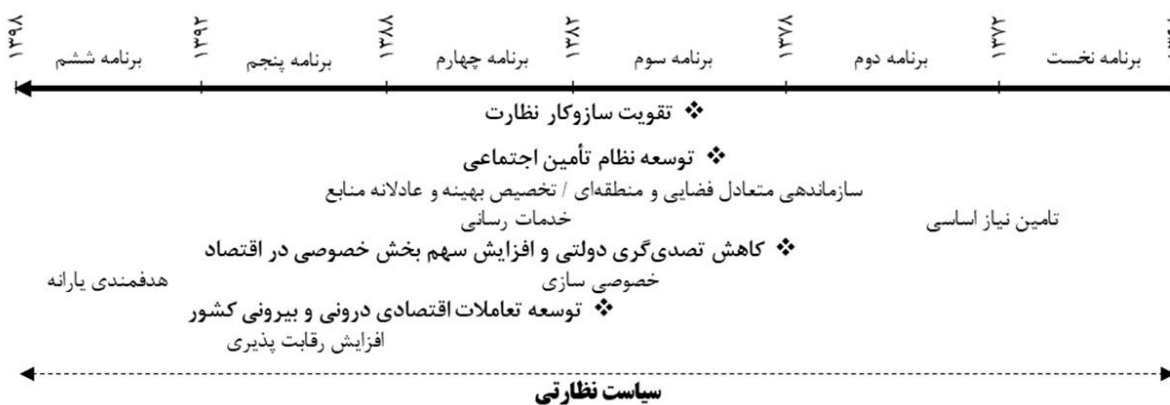 ۱۳۷۲ ۱۳۷۸ ۱۳۸۲ ۱۳۸۸ ۱۳۹۲ ۱۳۹۸
برنامه نخست برنامه دوم برنامه سوم برنامه چهارم برنامه پنجم برنامه ششم
❖ تقویت سازوکار نظارت
❖ توسعه نظام تأمین اجتماعی
سازماندهی متعادل فضایی و منطقه‌ای / تخصیص بهینه و عادلانه منابع
تامین نیاز اساسی خدمات رسانی
❖ کاهش تصدی‌گری دولتی و افزایش سهم بخش خصوصی در اقتصاد
خصوصی سازی هدفمندی یارانه
❖ توسعه تعاملات اقتصادی درونی و بیرونی کشور
افزایش رقابت پذیری
سیاست نظارتی